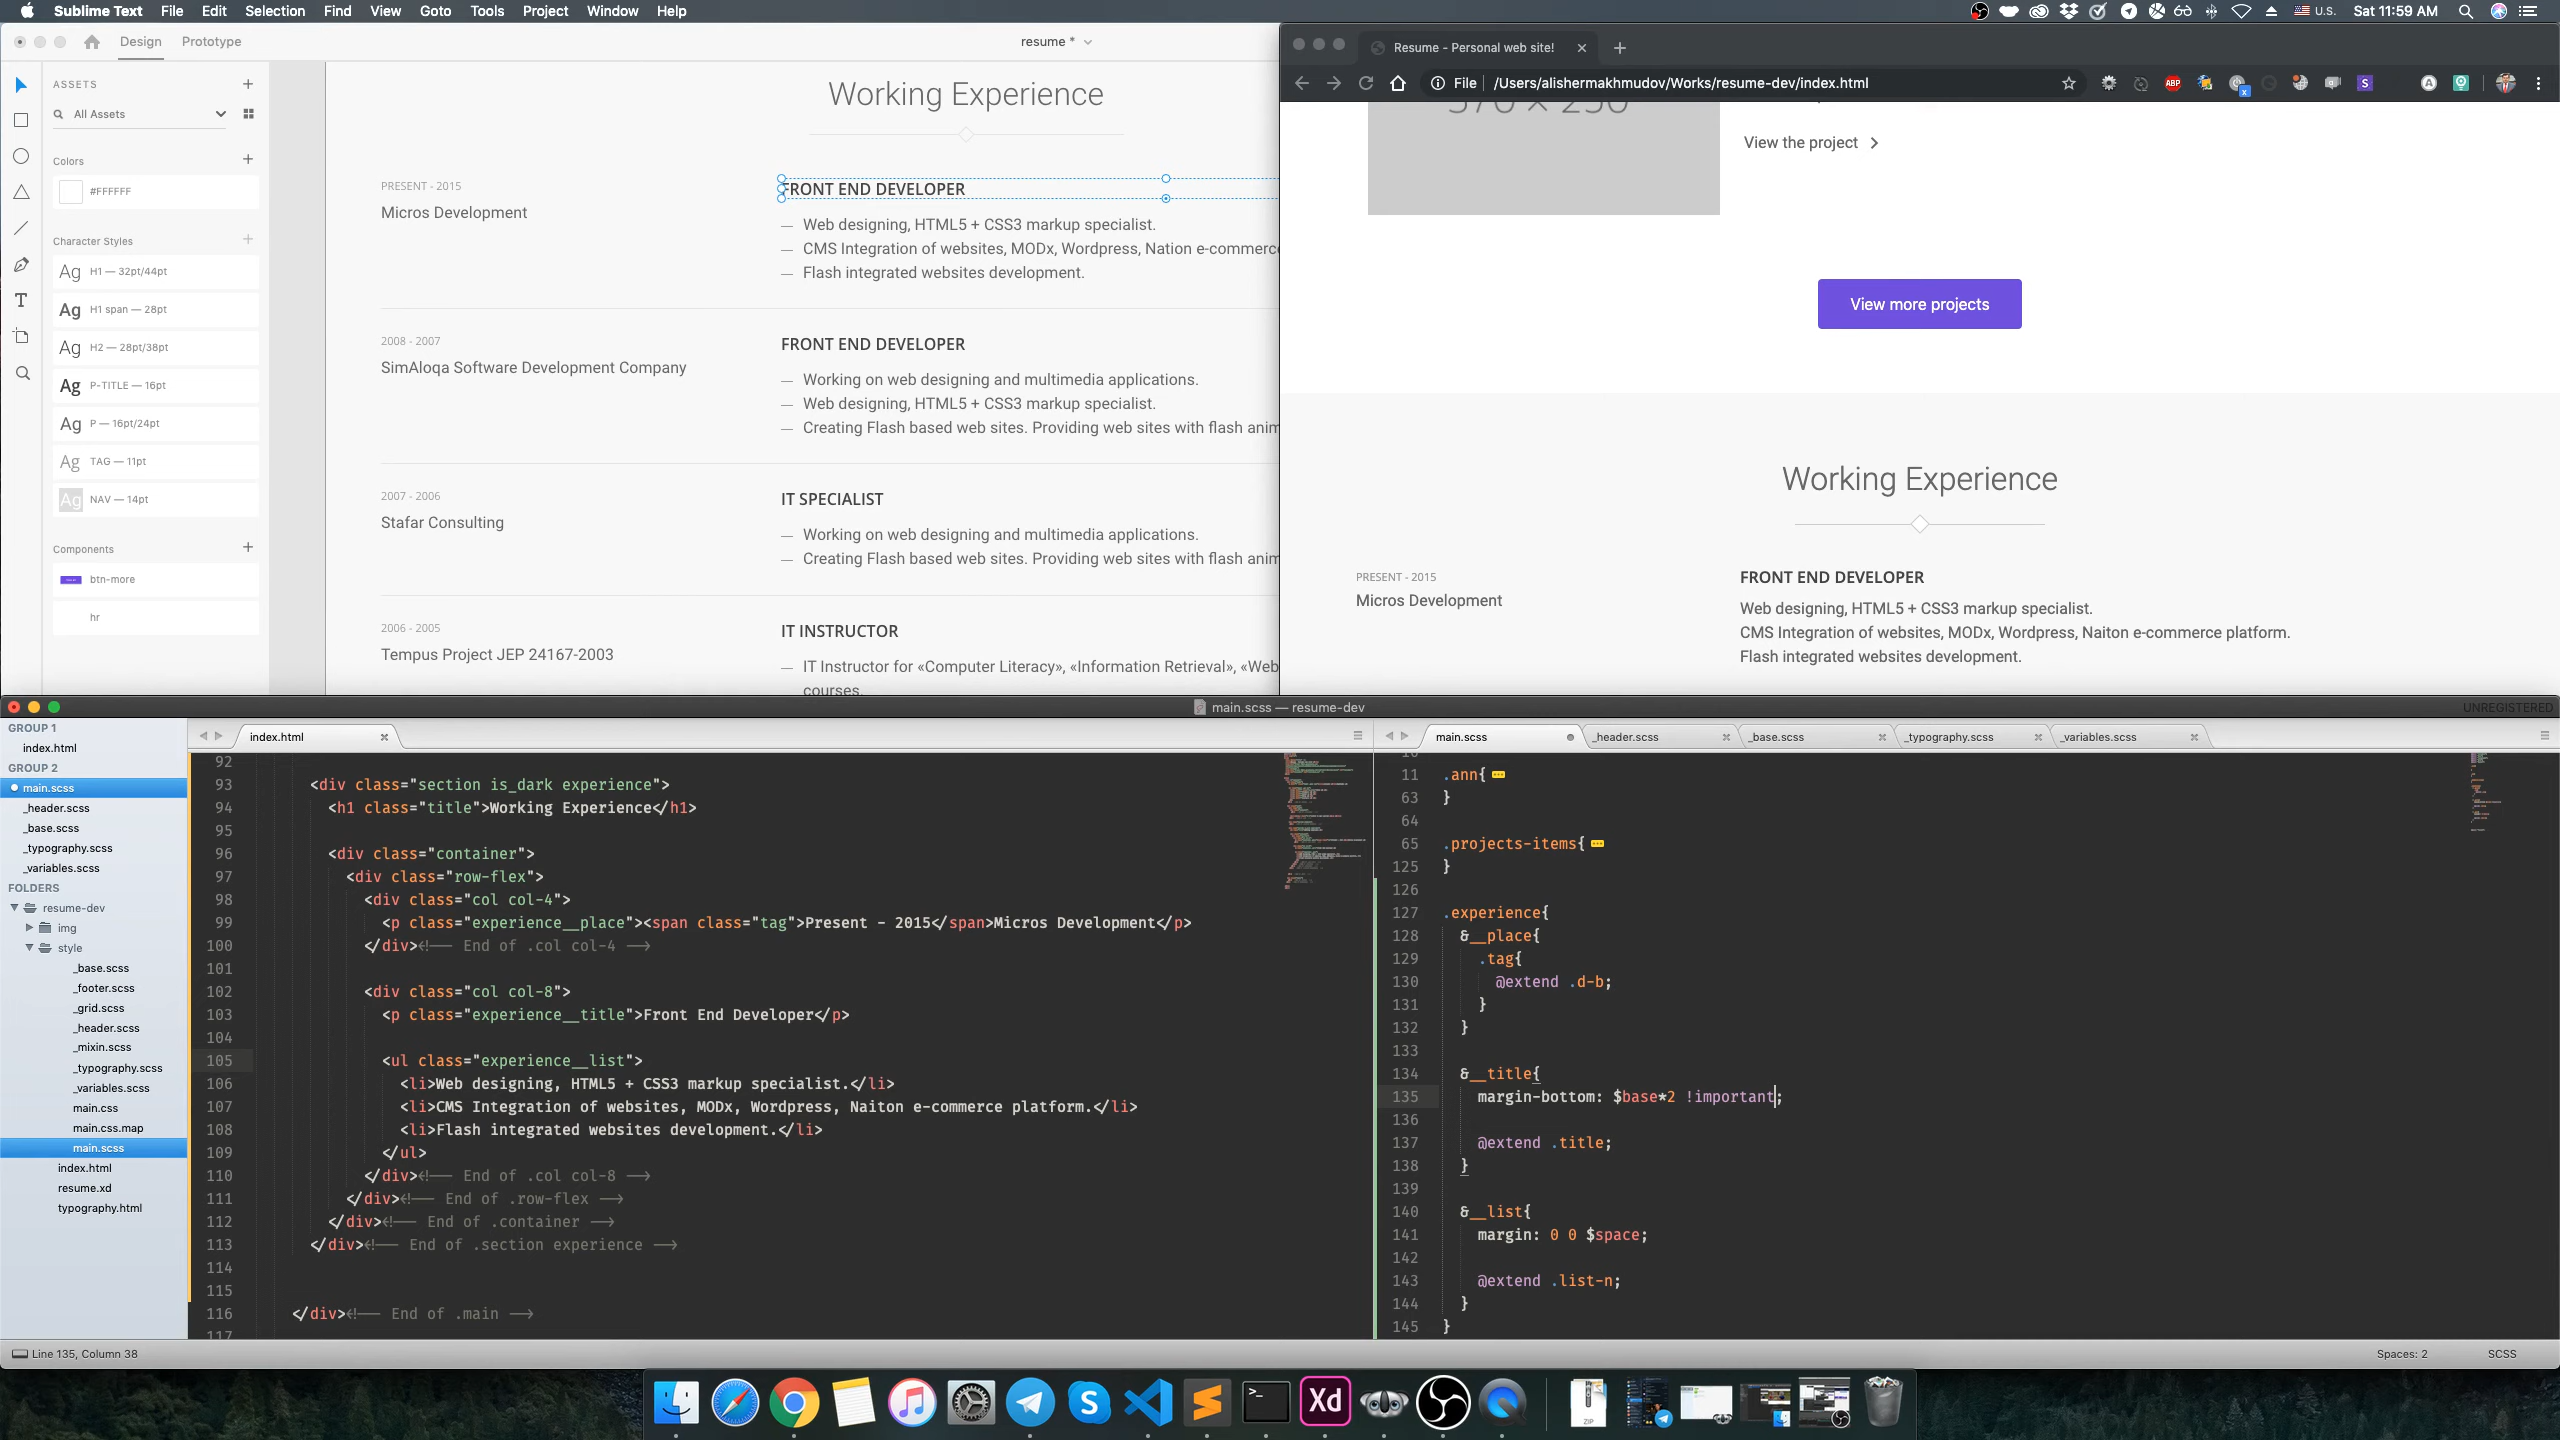 Sublime Text File Edit Selection Find View Goto Tools Project Window Help
U.S. Sat 11:59 AM
Design Prototype
resume *
ASSETS
All Assets
Colors
#FFFFFF
Character Styles
Ag H1 — 32pt/44pt
Ag H1 span — 28pt
Ag H2 — 28pt/38pt
Ag P-TITLE — 16pt
Ag P — 16pt/24pt
Ag TAG — 11pt
Ag NAV — 14pt
Components
btn-more
hr
Working Experience
PRESENT - 2015
Micros Development
FRONT END DEVELOPER
— Web designing, HTML5 + CSS3 markup specialist.
— CMS Integration of websites, MODx, Wordpress, Nation e-commerc
— Flash integrated websites development.
2008 - 2007
SimAloqa Software Development Company
FRONT END DEVELOPER
— Working on web designing and multimedia applications.
— Web designing, HTML5 + CSS3 markup specialist.
— Creating Flash based web sites. Providing web sites with flash anim
2007 - 2006
Stafar Consulting
IT SPECIALIST
— Working on web designing and multimedia applications.
— Creating Flash based web sites. Providing web sites with flash anim
2006 - 2005
Tempus Project JEP 24167-2003
IT INSTRUCTOR
— IT Instructor for «Computer Literacy», «Information Retrieval», «Web
courses.
Resume - Personal web site!
File /Users/alishermakhmudov/Works/resume-dev/index.html
ABP
570 × 250
View the project
View more projects
Working Experience
PRESENT - 2015
Micros Development
FRONT END DEVELOPER
Web designing, HTML5 + CSS3 markup specialist.
CMS Integration of websites, MODx, Wordpress, Naiton e-commerce platform.
Flash integrated websites development.
main.scss — resume-dev
UNREGISTERED
GROUP 1
index.html
GROUP 2
main.scss
_header.scss
_base.scss
_typography.scss
_variables.scss
FOLDERS
resume-dev
img
style
_base.scss
_footer.scss
_grid.scss
_header.scss
_mixin.scss
_typography.scss
_variables.scss
main.css
main.css.map
main.scss
index.html
resume.xd
typography.html
index.html
92
93 <div class="section is_dark experience">
94 <h1 class="title">Working Experience</h1>
95
96 <div class="container">
97 <div class="row-flex">
98 <div class="col col-4">
99 <p class="experience__place"><span class="tag">Present - 2015</span>Micros Development</p>
100 </div><!-- End of .col col-4 -->
101
102 <div class="col col-8">
103 <p class="experience__title">Front End Developer</p>
104
105 <ul class="experience__list">
106 <li>Web designing, HTML5 + CSS3 markup specialist.</li>
107 <li>CMS Integration of websites, MODx, Wordpress, Naiton e-commerce platform.</li>
108 <li>Flash integrated websites development.</li>
109 </ul>
110 </div><!-- End of .col col-8 -->
111 </div><!-- End of .row-flex -->
112 </div><!-- End of .container -->
113 </div><!-- End of .section experience -->
114
115
116 </div><!-- End of .main -->
117
main.scss _header.scss _base.scss _typography.scss _variables.scss
11 .ann{
63 }
64
65 .projects-items{
125 }
126
127 .experience{
128 &__place{
129 .tag{
130 @extend .d-b;
131 }
132 }
133
134 &__title{
135 margin-bottom: $base*2 !important;
136
137 @extend .title;
138 }
139
140 &__list{
141 margin: 0 0 $space;
142
143 @extend .list-n;
144 }
145 }
Line 135, Column 38
Spaces: 2 SCSS
Xd
ZIP